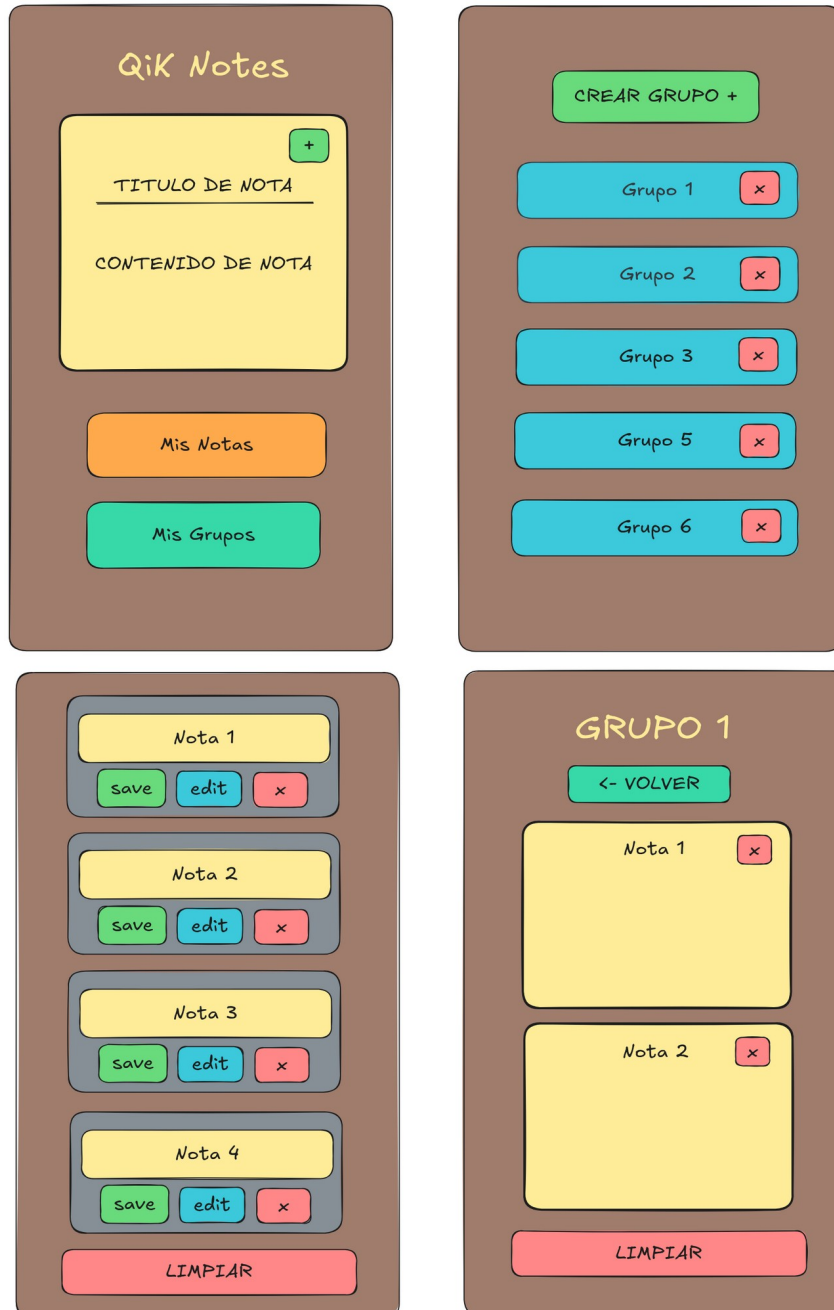 QiK Notes
+
TITULO DE NOTA
CONTENIDO DE NOTA
Mis Notas
Mis Grupos
CREAR GRUPO +
Grupo 1 x
Grupo 2 x
Grupo 3 x
Grupo 5 x
Grupo 6 x
Nota 1
save edit x
Nota 2
save edit x
Nota 3
save edit x
Nota 4
save edit x
LIMPIAR
GRUPO 1
<- VOLVER
Nota 1 x
Nota 2 x
LIMPIAR